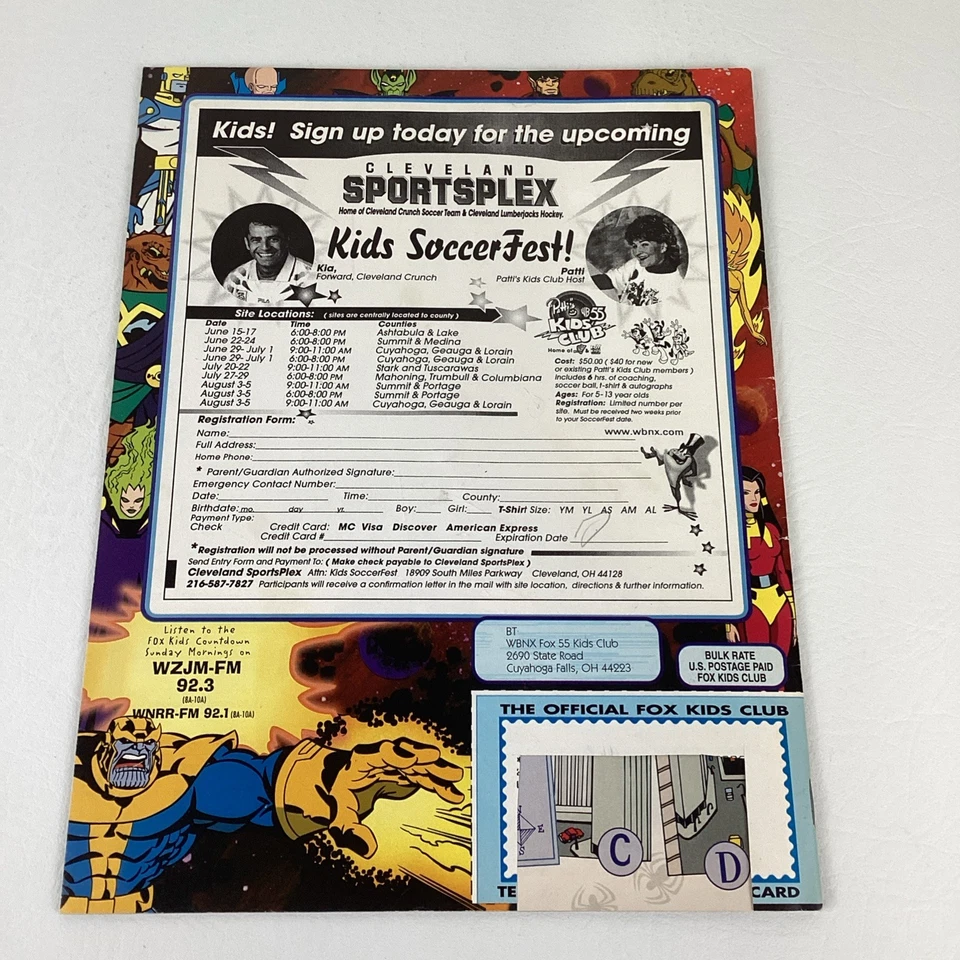 Kids! Sign up today for the upcoming
CLEVELAND
SPORTSPLEX
Home of Cleveland Crunch Soccer Team & Cleveland Lumberjacks Hockey.
Kids SoccerFest!
Kia,
Forward, Cleveland Crunch
FILA
Patti
Patti's Kids Club Host
Patti's
WB 55
KIDS
CLUB
Home of
Site Locations: ( sites are centrally located to county )
Date Time Counties
June 15-17 6:00-8:00 PM Ashtabula & Lake
June 22-24 6:00-8:00 PM Summit & Medina
June 29- July 1 9:00-11:00 AM Cuyahoga, Geauga & Lorain
June 29- July 1 6:00-8:00 PM Cuyahoga, Geauga & Lorain
July 20-22 9:00-11:00 AM Stark and Tuscarawas
July 27-29 6:00-8:00 PM Mahoning, Trumbull & Columbiana
August 3-5 9:00-11:00 AM Summit & Portage
August 3-5 6:00-8:00 PM Summit & Portage
August 3-5 9:00-11:00 AM Cuyahoga, Geauga & Lorain
Cost: $50.00 ( $40 for new
or existing Patti's Kids Club members )
Includes 6 hrs. of coaching,
soccer ball, t-shirt & autographs
Ages: For 5-13 year olds
Registration: Limited number per
site. Must be received two weeks prior
to your SoccerFest date.
www.wbnx.com
Registration Form:
Name:
Full Address:
Home Phone:
* Parent/Guardian Authorized Signature:
Emergency Contact Number:
Date: Time: County:
Birthdate: mo. day yr. Boy: Girl: T-Shirt Size: YM YL AS AM AL
Payment Type:
Check Credit Card: MC Visa Discover American Express
Credit Card # Expiration Date
*Registration will not be processed without Parent/Guardian signature
Send Entry Form and Payment To: ( Make check payable to Cleveland SportsPlex )
Cleveland SportsPlex Attn: Kids SoccerFest 18909 South Miles Parkway Cleveland, OH 44128
216-587-7827 Participants will receive a confirmation letter in the mail with site location, directions & further information.
Listen to the
FOX Kids Countdown
Sunday Mornings on
WZJM-FM
92.3
(8A-10A)
WNRR-FM 92.1 (8A-10A)
BT
WBNX Fox 55 Kids Club
2690 State Road
Cuyahoga Falls, OH 44223
BULK RATE
U.S. POSTAGE PAID
FOX KIDS CLUB
THE OFFICIAL FOX KIDS CLUB
E
S
C
D
TE
CARD